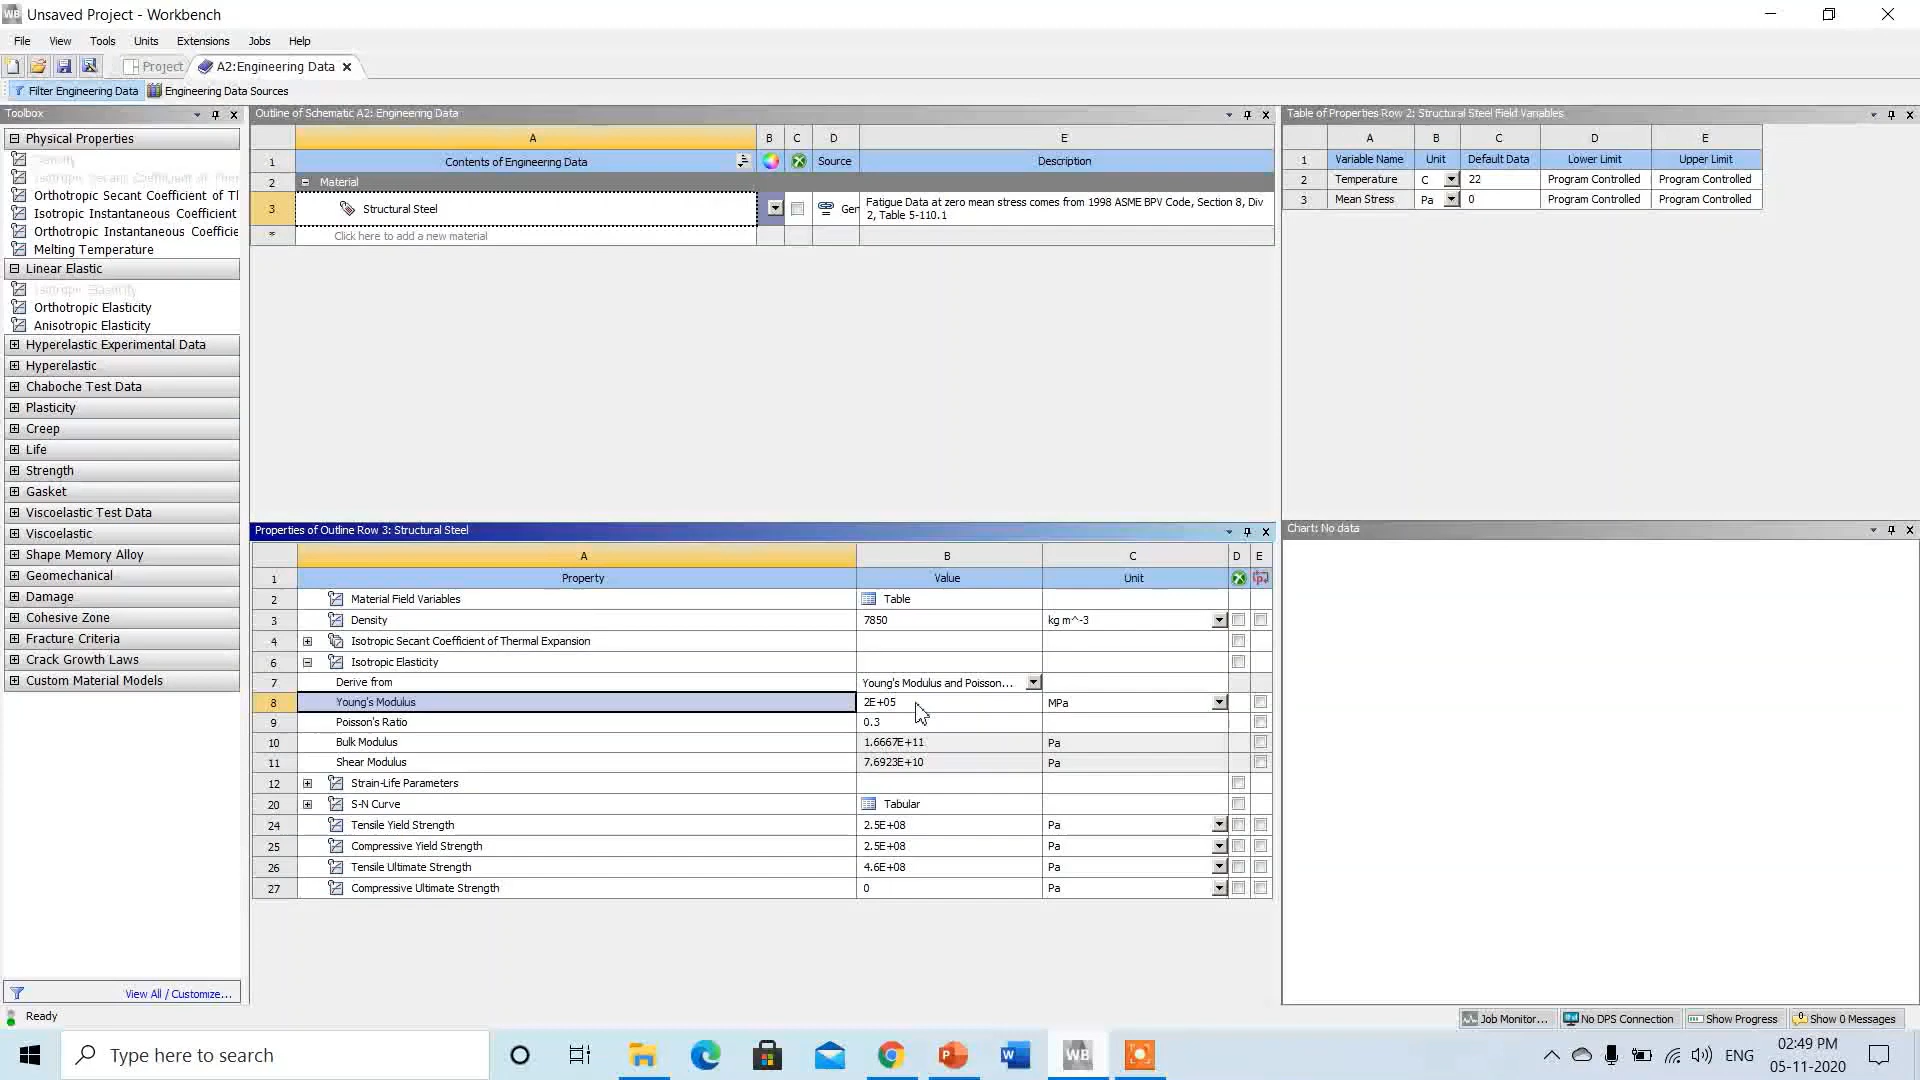 WB Unsaved Project - Workbench
File View Tools Units Extensions Jobs Help
Project A2:Engineering Data
Filter Engineering Data Engineering Data Sources
Toolbox
Physical Properties
Density
Isotropic Secant Coefficient of Them
Orthotropic Secant Coefficient of Tl
Isotropic Instantaneous Coefficient
Orthotropic Instantaneous Coefficie
Melting Temperature
Linear Elastic
Isotropic Elasticity
Orthotropic Elasticity
Anisotropic Elasticity
Hyperelastic Experimental Data
Hyperelastic
Chaboche Test Data
Plasticity
Creep
Life
Strength
Gasket
Viscoelastic Test Data
Viscoelastic
Shape Memory Alloy
Geomechanical
Damage
Cohesive Zone
Fracture Criteria
Crack Growth Laws
Custom Material Models
View All / Customize...
Outline of Schematic A2: Engineering Data
A B C D E
1 Contents of Engineering Data Source Description
2 Material
3 Structural Steel Ger Fatigue Data at zero mean stress comes from 1998 ASME BPV Code, Section 8, Div
2, Table 5-110.1
* Click here to add a new material
Table of Properties Row 2: Structural Steel Field Variables
A B C D E
1 Variable Name Unit Default Data Lower Limit Upper Limit
2 Temperature C 22 Program Controlled Program Controlled
3 Mean Stress Pa 0 Program Controlled Program Controlled
Properties of Outline Row 3: Structural Steel
A B C D E
1 Property Value Unit
2 Material Field Variables Table
3 Density 7850 kg m^-3
4 Isotropic Secant Coefficient of Thermal Expansion
6 Isotropic Elasticity
7 Derive from Young's Modulus and Poisson...
8 Young's Modulus 2E+05 MPa
9 Poisson's Ratio 0.3
10 Bulk Modulus 1.6667E+11 Pa
11 Shear Modulus 7.6923E+10 Pa
12 Strain-Life Parameters
20 S-N Curve Tabular
24 Tensile Yield Strength 2.5E+08 Pa
25 Compressive Yield Strength 2.5E+08 Pa
26 Tensile Ultimate Strength 4.6E+08 Pa
27 Compressive Ultimate Strength 0 Pa
Chart: No data
Ready
Job Monitor... No DPS Connection Show Progress Show 0 Messages
Type here to search
WB
ENG
02:49 PM
05-11-2020